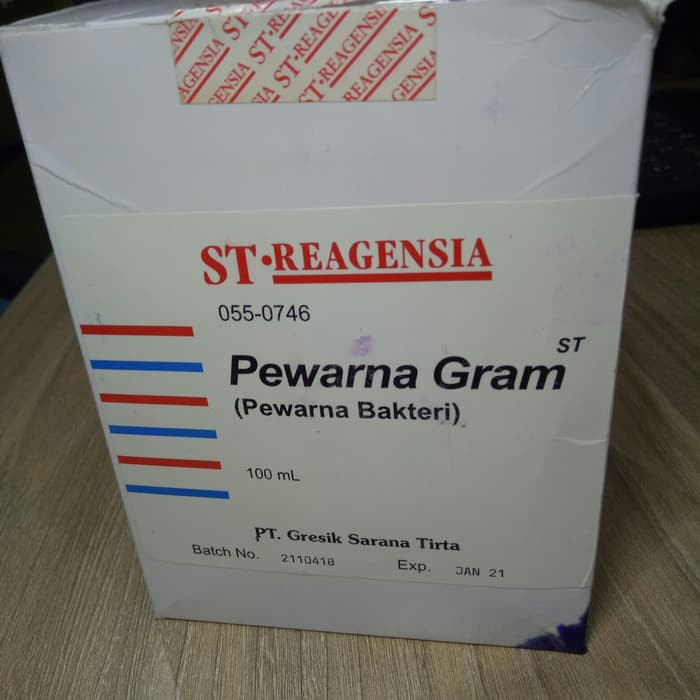 ST·REAGENSIA
ST·REAGENSIA
055-0746
Pewarna Gram ST
(Pewarna Bakteri)
100 mL
PT. Gresik Sarana Tirta
Batch No. 2110418 Exp. JAN 21